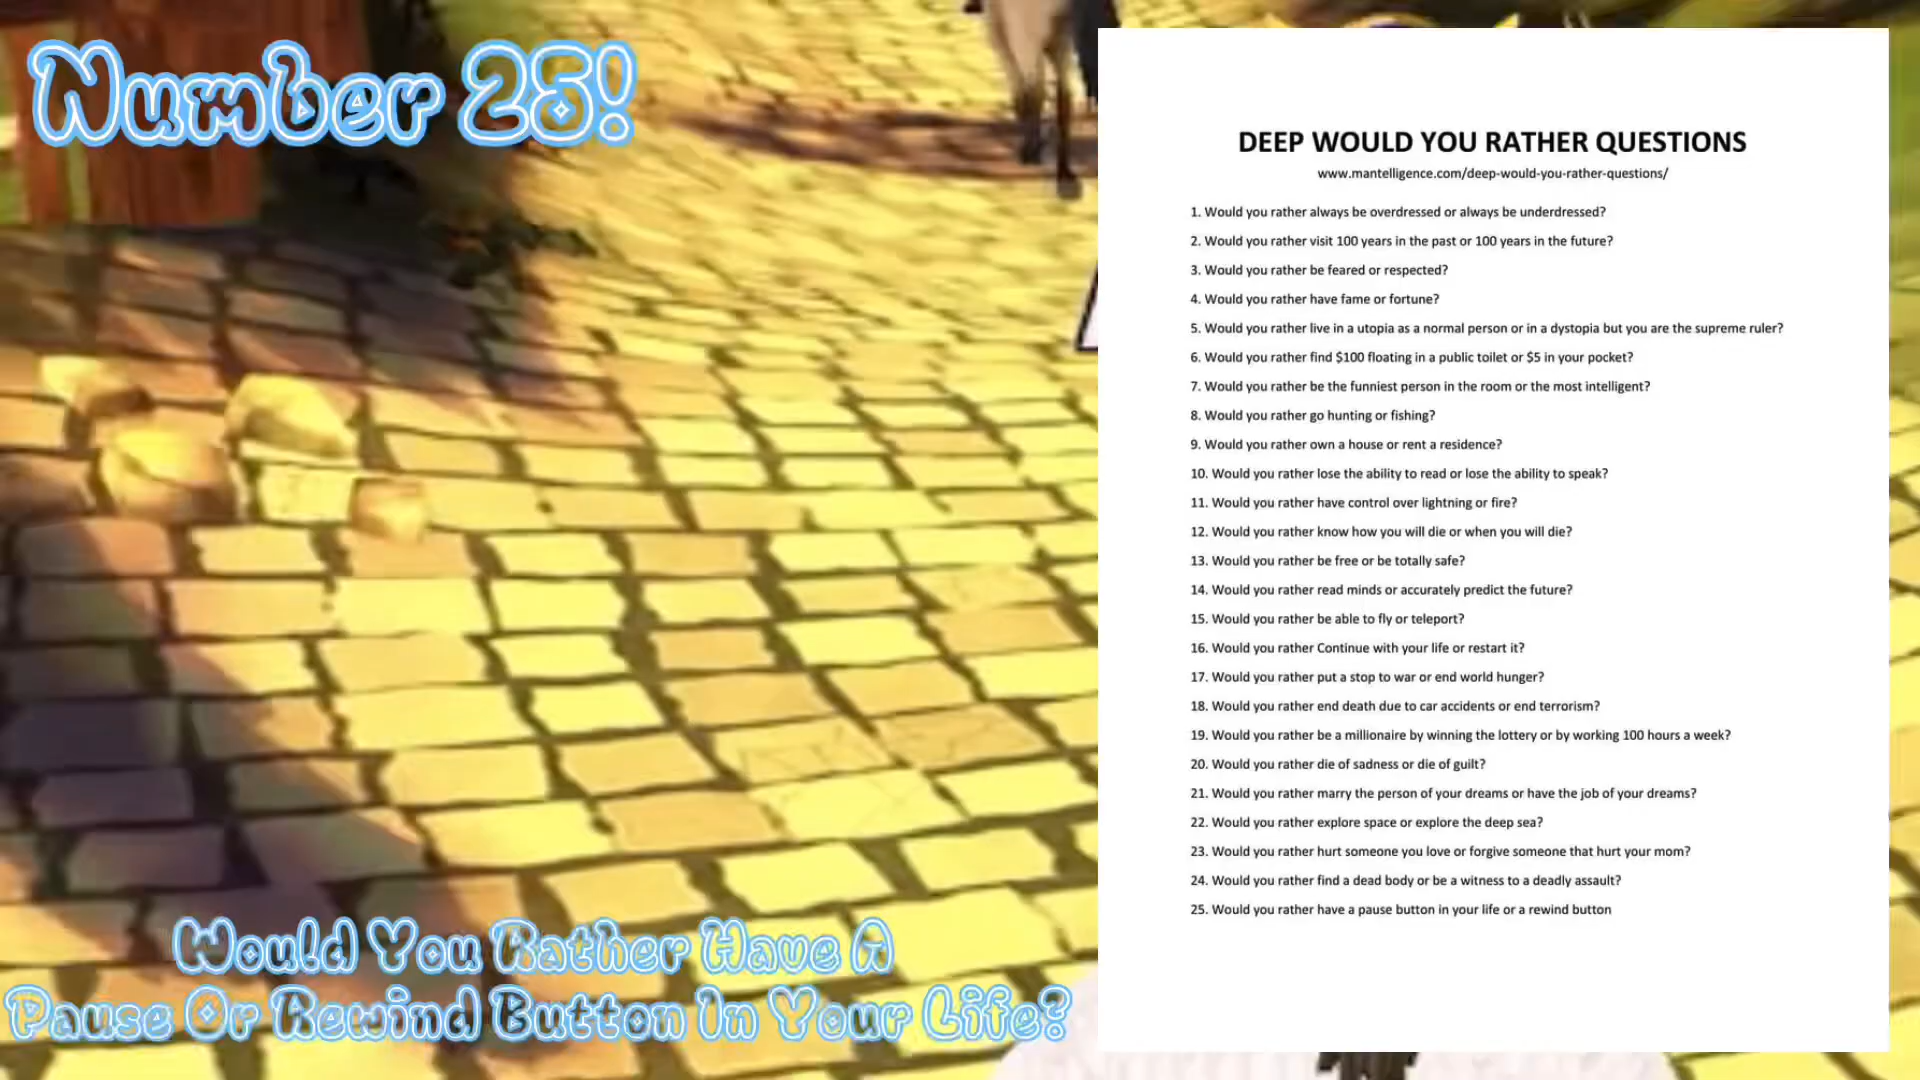 Number 25!
DEEP WOULD YOU RATHER QUESTIONS
www.mantelligence.com/deep-would-you-rather-questions/
1. Would you rather always be overdressed or always be underdressed?
2. Would you rather visit 100 years in the past or 100 years in the future?
3. Would you rather be feared or respected?
4. Would you rather have fame or fortune?
5. Would you rather live in a utopia as a normal person or in a dystopia but you are the supreme ruler?
6. Would you rather find $100 floating in a public toilet or $5 in your pocket?
7. Would you rather be the funniest person in the room or the most intelligent?
8. Would you rather go hunting or fishing?
9. Would you rather own a house or rent a residence?
10. Would you rather lose the ability to read or lose the ability to speak?
11. Would you rather have control over lightning or fire?
12. Would you rather know how you will die or when you will die?
13. Would you rather be free or be totally safe?
14. Would you rather read minds or accurately predict the future?
15. Would you rather be able to fly or teleport?
16. Would you rather Continue with your life or restart it?
17. Would you rather put a stop to war or end world hunger?
18. Would you rather end death due to car accidents or end terrorism?
19. Would you rather be a millionaire by winning the lottery or by working 100 hours a week?
20. Would you rather die of sadness or die of guilt?
21. Would you rather marry the person of your dreams or have the job of your dreams?
22. Would you rather explore space or explore the deep sea?
23. Would you rather hurt someone you love or forgive someone that hurt your mom?
24. Would you rather find a dead body or be a witness to a deadly assault?
25. Would you rather have a pause button in your life or a rewind button
Would You Rather Have A
Pause Or Rewind Button In Your Life?